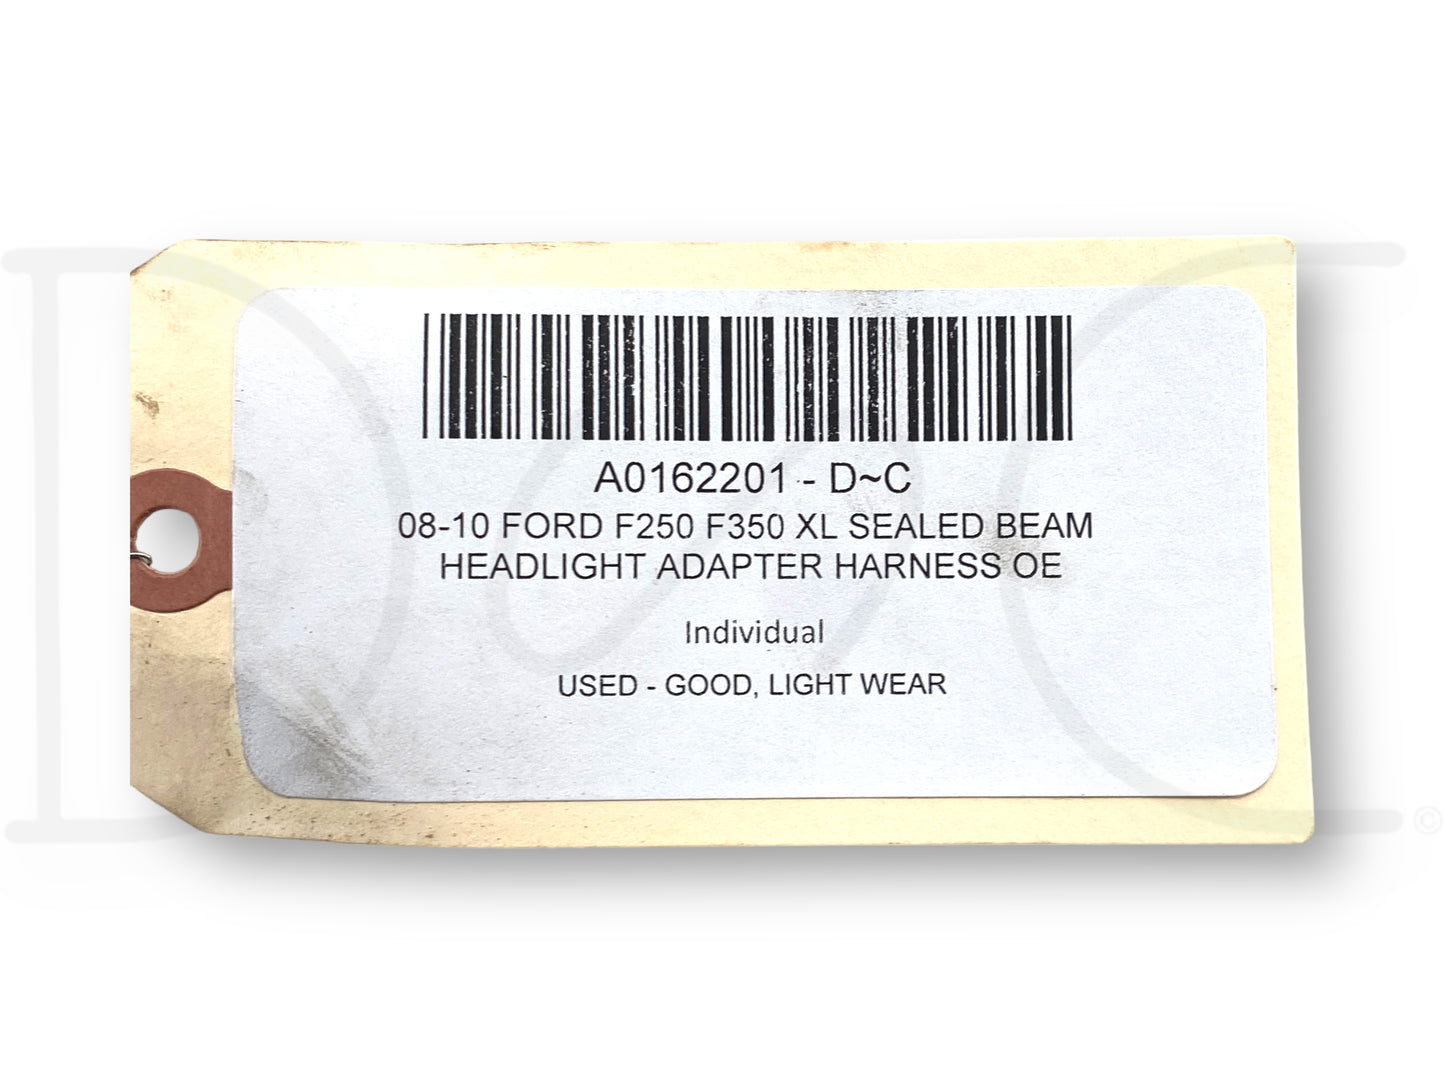 A0162201 - D~C
08-10 FORD F250 F350 XL SEALED BEAM
HEADLIGHT ADAPTER HARNESS OE
Individual
USED - GOOD, LIGHT WEAR
D~C
©